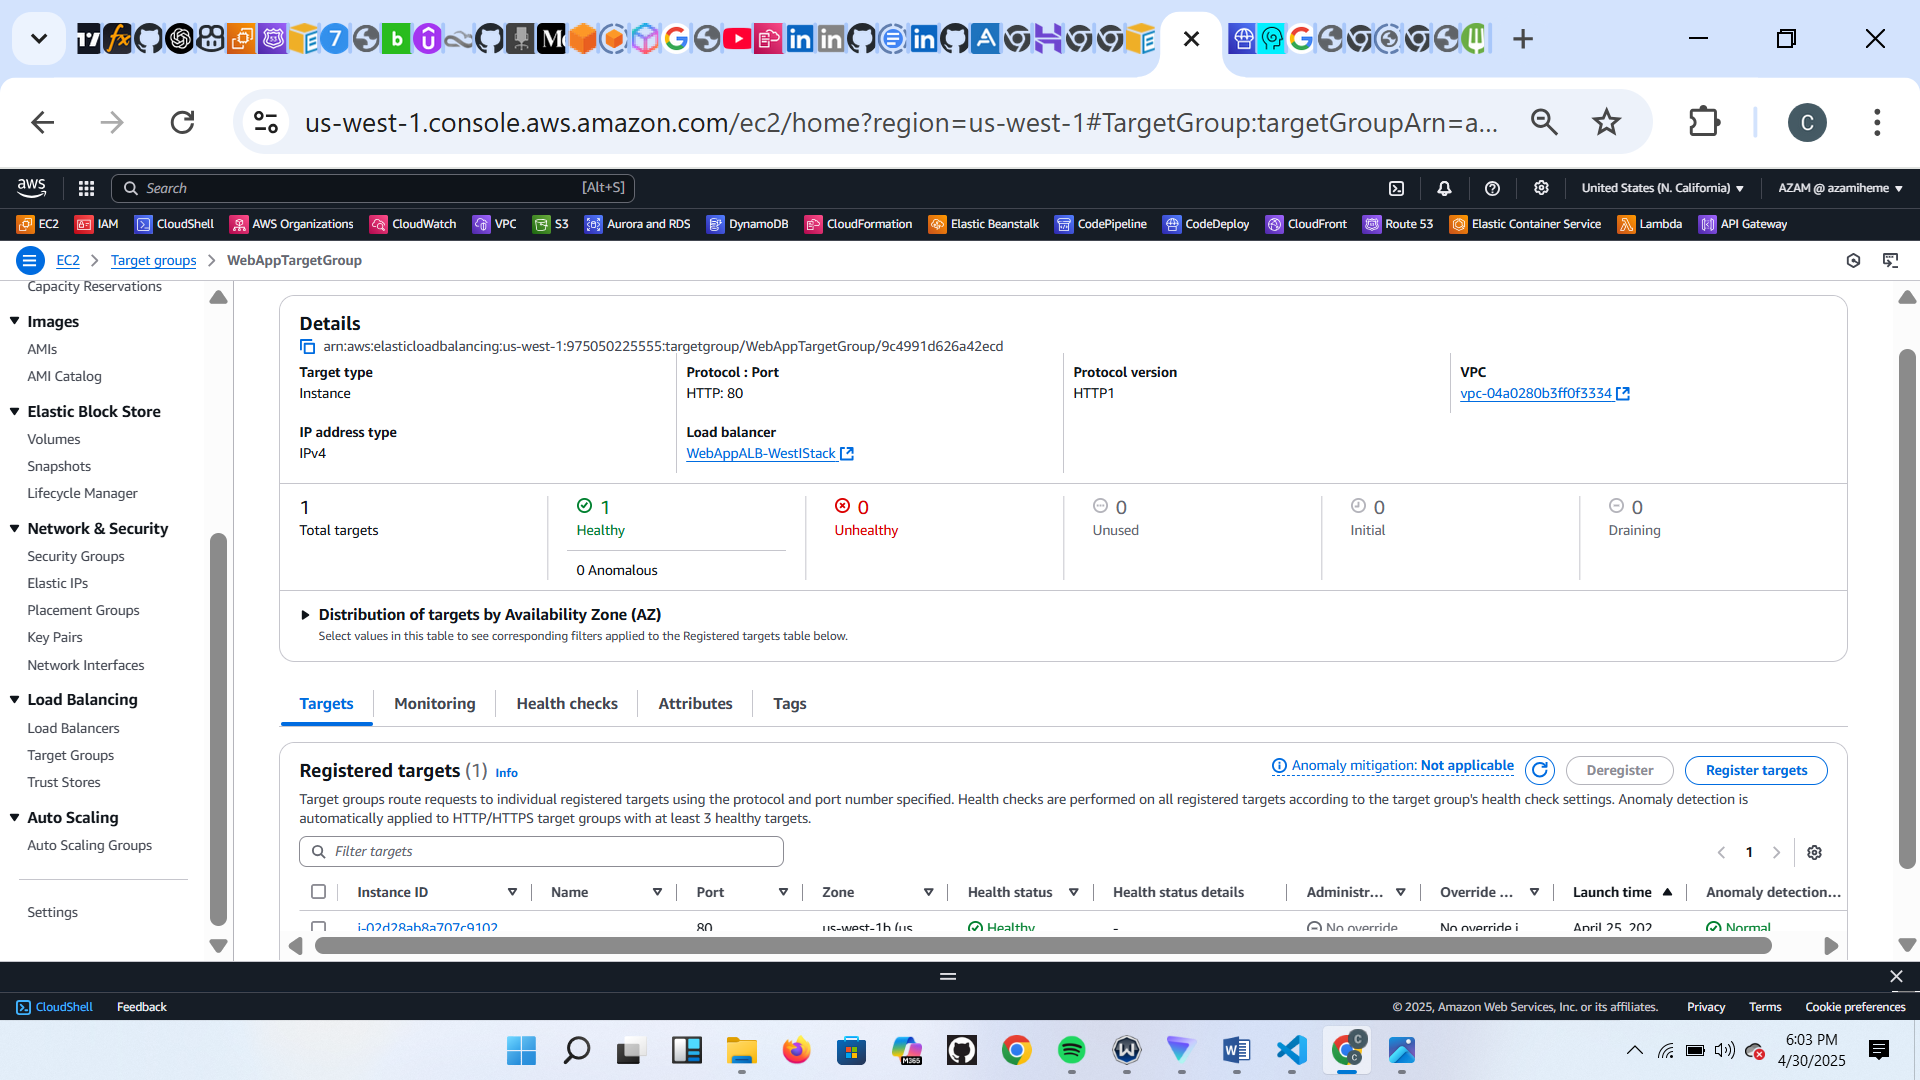 us-west-1.console.aws.amazon.com/ec2/home?region=us-west-1#TargetGroup:targetGroupArn=a...
C
aws
Search
[Alt+S]
United States (N. California)
AZAM @ azamiheme
EC2
IAM
CloudShell
AWS Organizations
CloudWatch
VPC
S3
Aurora and RDS
DynamoDB
CloudFormation
Elastic Beanstalk
CodePipeline
CodeDeploy
CloudFront
Route 53
Elastic Container Service
Lambda
API Gateway
EC2
Target groups
WebAppTargetGroup
Capacity Reservations
Images
AMIs
AMI Catalog
Elastic Block Store
Volumes
Snapshots
Lifecycle Manager
Network & Security
Security Groups
Elastic IPs
Placement Groups
Key Pairs
Network Interfaces
Load Balancing
Load Balancers
Target Groups
Trust Stores
Auto Scaling
Auto Scaling Groups
Settings
Details
arn:aws:elasticloadbalancing:us-west-1:975050225555:targetgroup/WebAppTargetGroup/9c4991d626a42ecd
Target type
Instance
Protocol : Port
HTTP: 80
Protocol version
HTTP1
VPC
vpc-04a0280b3ff0f3334
IP address type
IPv4
Load balancer
WebAppALB-WestIStack
1
Total targets
1
Healthy
0 Anomalous
0
Unhealthy
0
Unused
0
Initial
0
Draining
Distribution of targets by Availability Zone (AZ)
Select values in this table to see corresponding filters applied to the Registered targets table below.
Targets
Monitoring
Health checks
Attributes
Tags
Registered targets (1) Info
Anomaly mitigation: Not applicable
Deregister
Register targets
Target groups route requests to individual registered targets using the protocol and port number specified. Health checks are performed on all registered targets according to the target group's health check settings. Anomaly detection is
automatically applied to HTTP/HTTPS target groups with at least 3 healthy targets.
Filter targets
1
Instance ID
Name
Port
Zone
Health status
Health status details
Administr...
Override ...
Launch time
Anomaly detection...
i-02d28ab8a707c9102
80
us-west-1b (us
Healthy
-
No override
No override i
April 25, 202
Normal
CloudShell
Feedback
© 2025, Amazon Web Services, Inc. or its affiliates.
Privacy
Terms
Cookie preferences
6:03 PM
4/30/2025